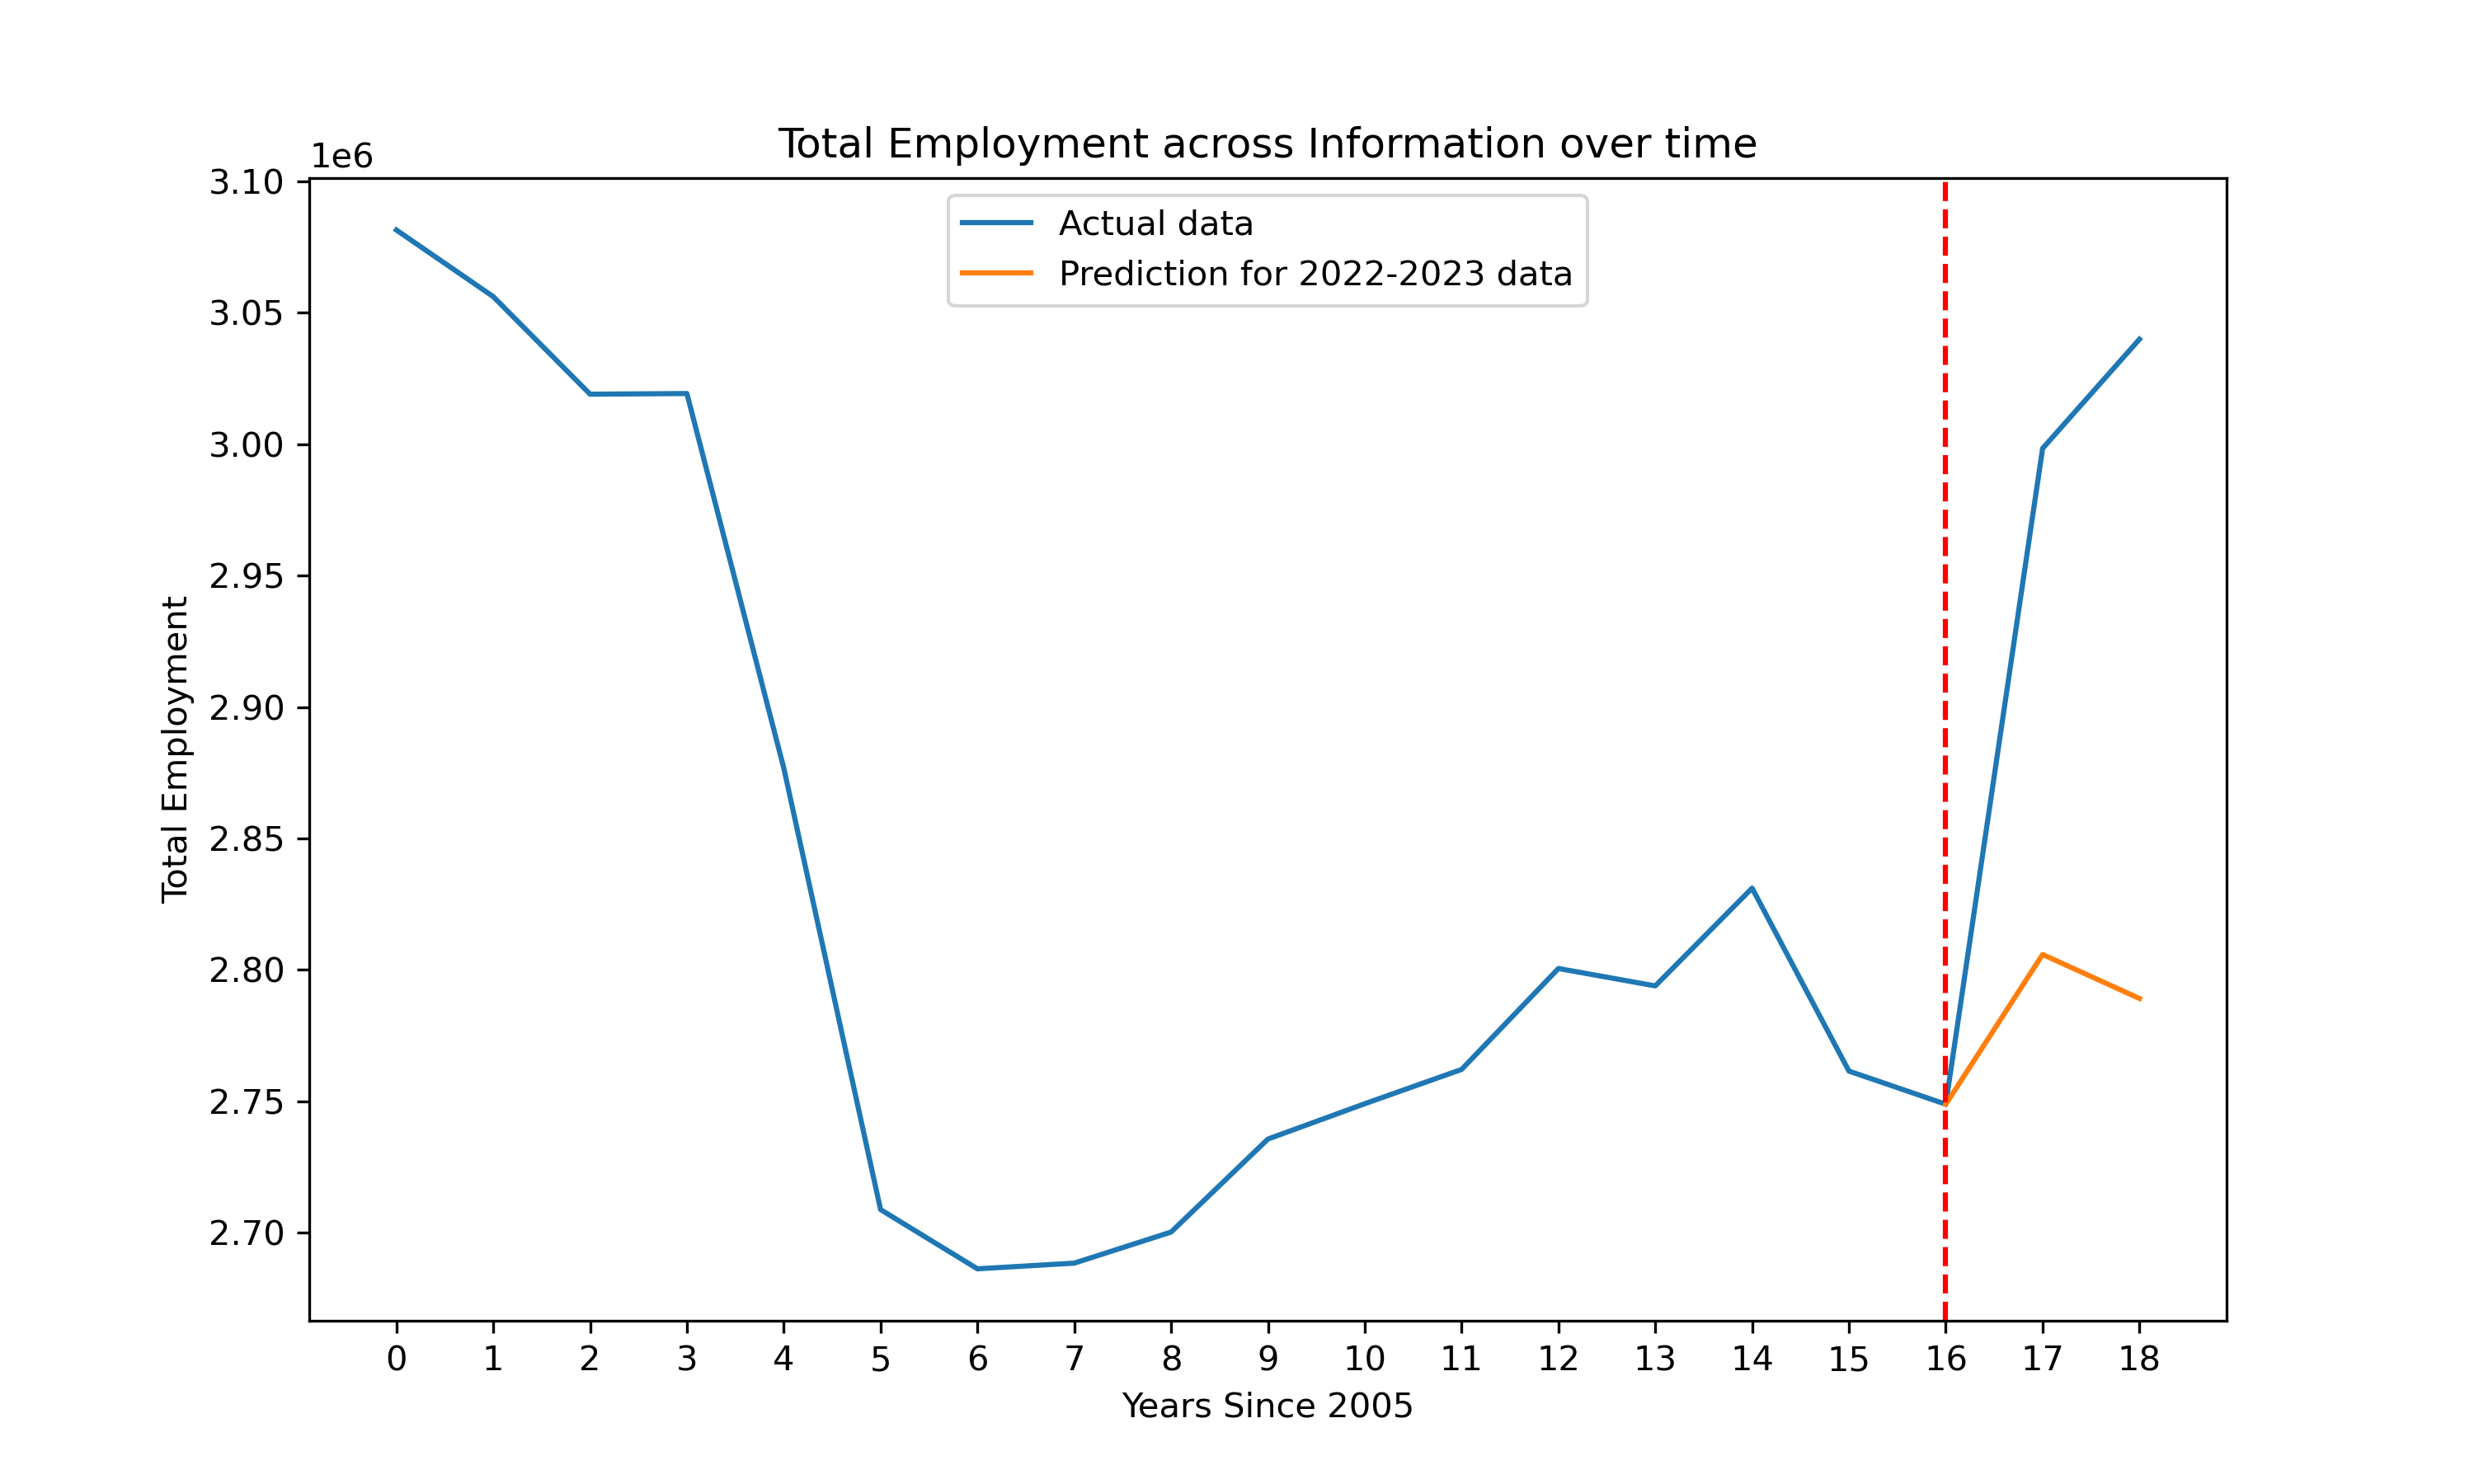 Total Employment across Information over time
1e6
Actual data
Prediction for 2022-2023 data
3.10
3.05
3.00
2.95
2.90
2.85
2.80
2.75
2.70
Total Employment
0 1 2 3 4 5 6 7 8 9 10 11 12 13 14 15 16 17 18
Years Since 2005